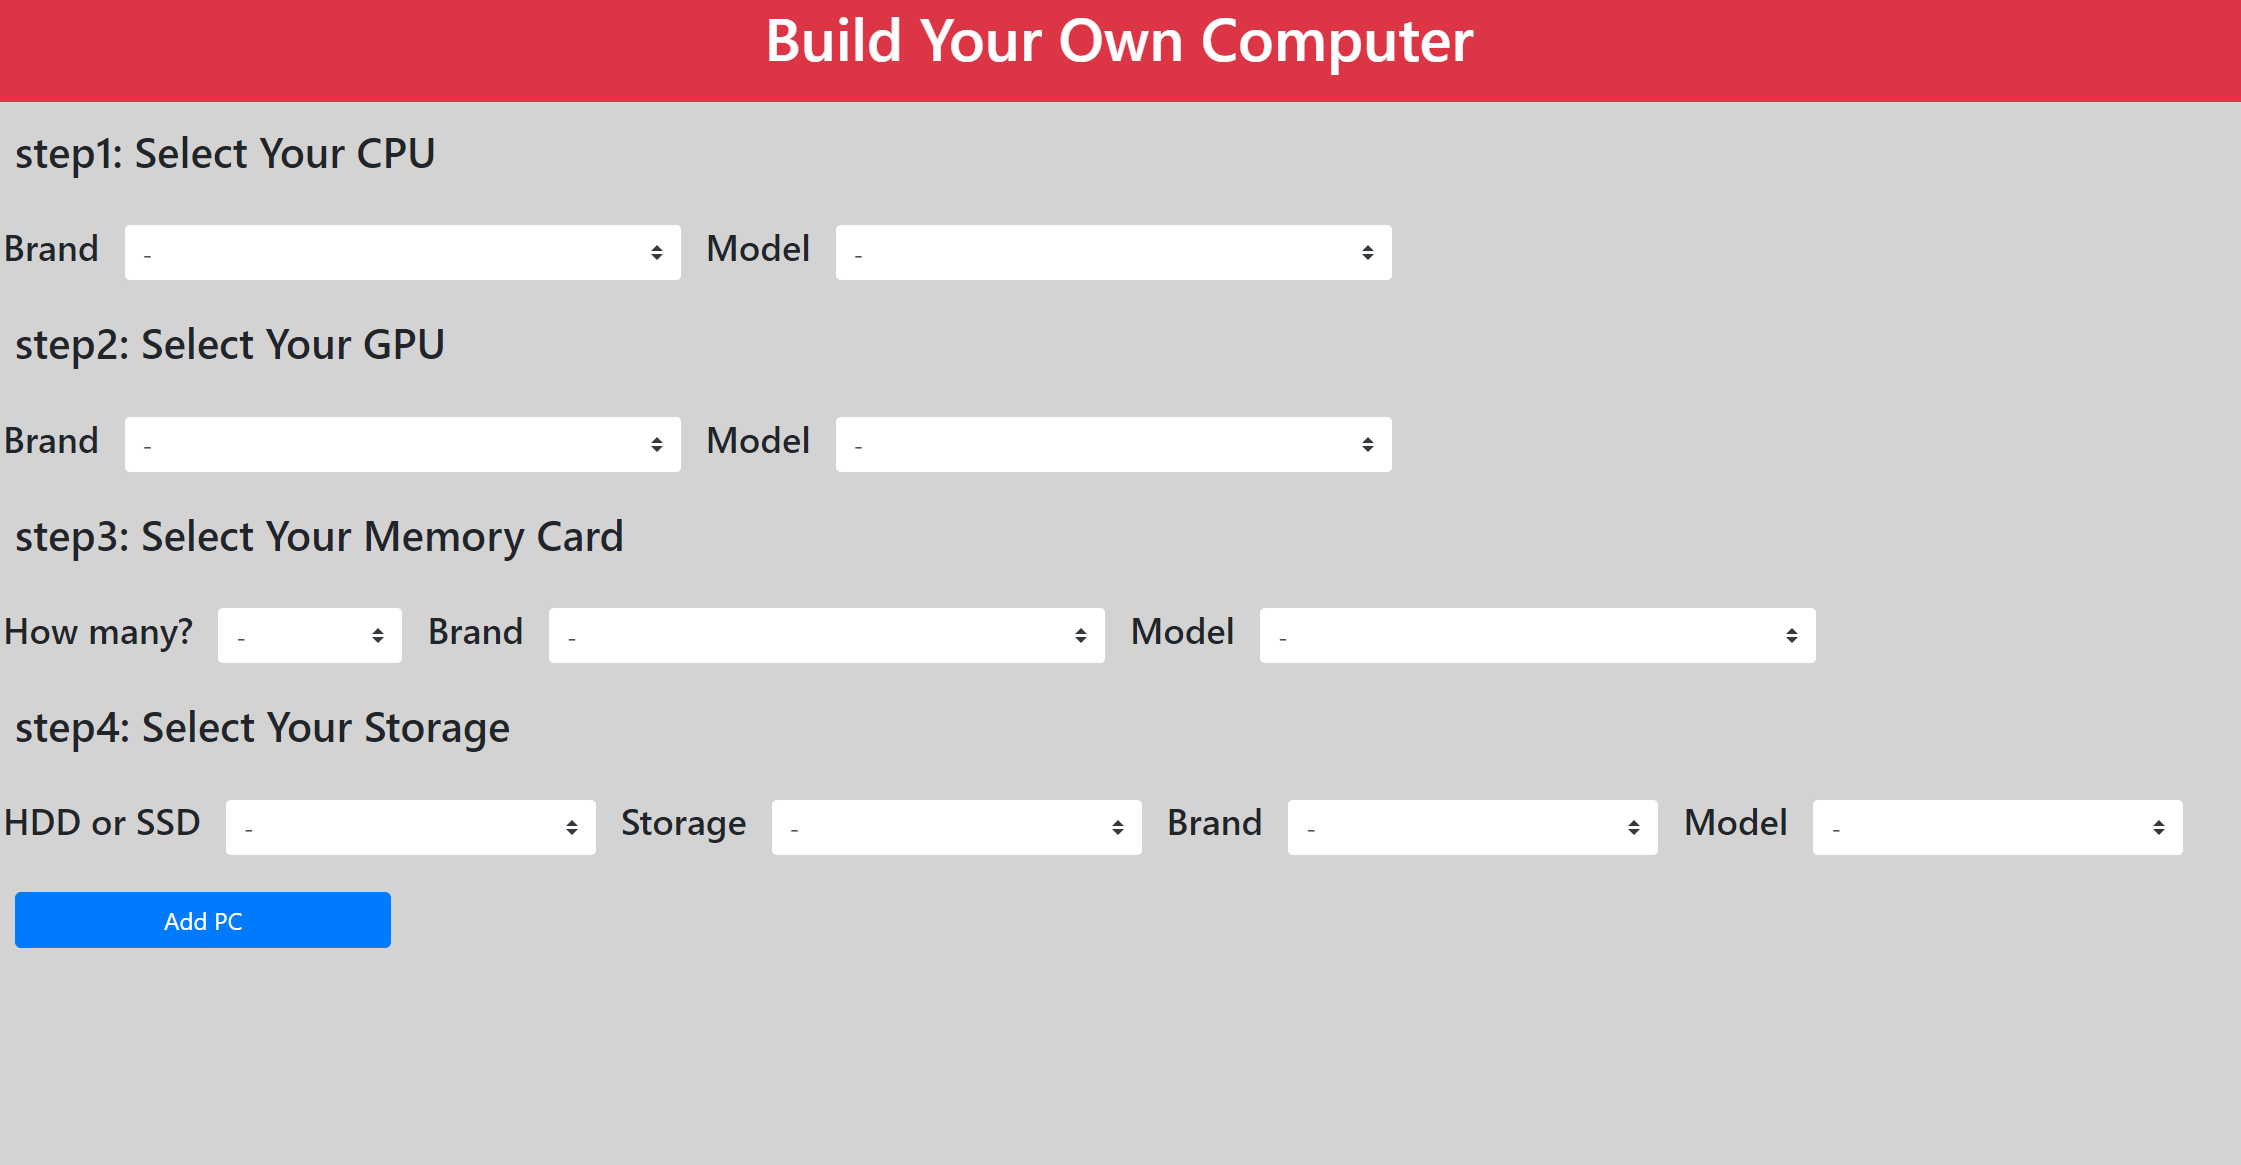 Build Your Own Computer
step1: Select Your CPU
Brand - Model -
step2: Select Your GPU
Brand - Model -
step3: Select Your Memory Card
How many? - Brand - Model -
step4: Select Your Storage
HDD or SSD - Storage - Brand - Model -
Add PC